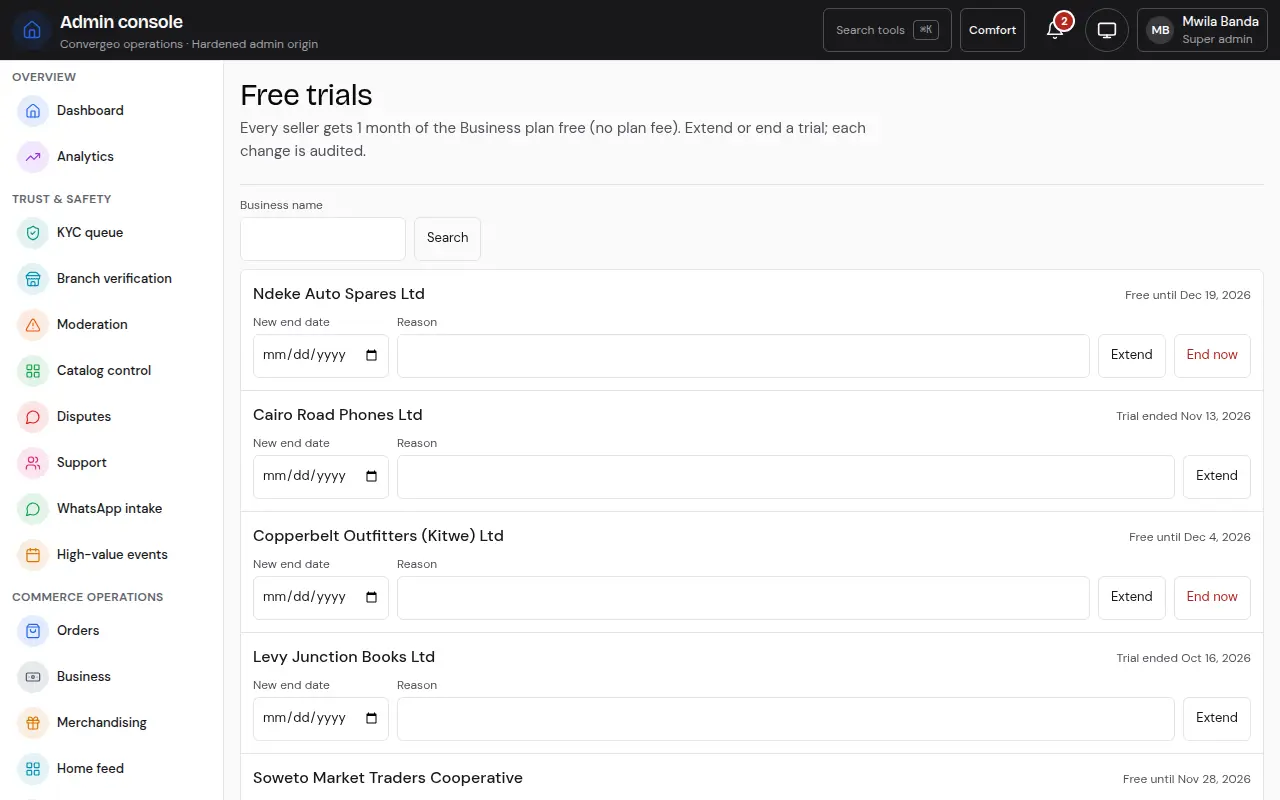 Admin console
Convergeo operations · Hardened admin origin
Search tools ⌘K
Comfort
2
MB
Mwila Banda
Super admin
OVERVIEW
Dashboard
Analytics
TRUST & SAFETY
KYC queue
Branch verification
Moderation
Catalog control
Disputes
Support
WhatsApp intake
High-value events
COMMERCE OPERATIONS
Orders
Business
Merchandising
Home feed
Free trials
Every seller gets 1 month of the Business plan free (no plan fee). Extend or end a trial; each
change is audited.
Business name
Search
Ndeke Auto Spares Ltd
Free until Dec 19, 2026
New end date Reason
mm/dd/yyyy Extend End now
Cairo Road Phones Ltd
Trial ended Nov 13, 2026
New end date Reason
mm/dd/yyyy Extend
Copperbelt Outfitters (Kitwe) Ltd
Free until Dec 4, 2026
New end date Reason
mm/dd/yyyy Extend End now
Levy Junction Books Ltd
Trial ended Oct 16, 2026
New end date Reason
mm/dd/yyyy Extend
Soweto Market Traders Cooperative
Free until Nov 28, 2026